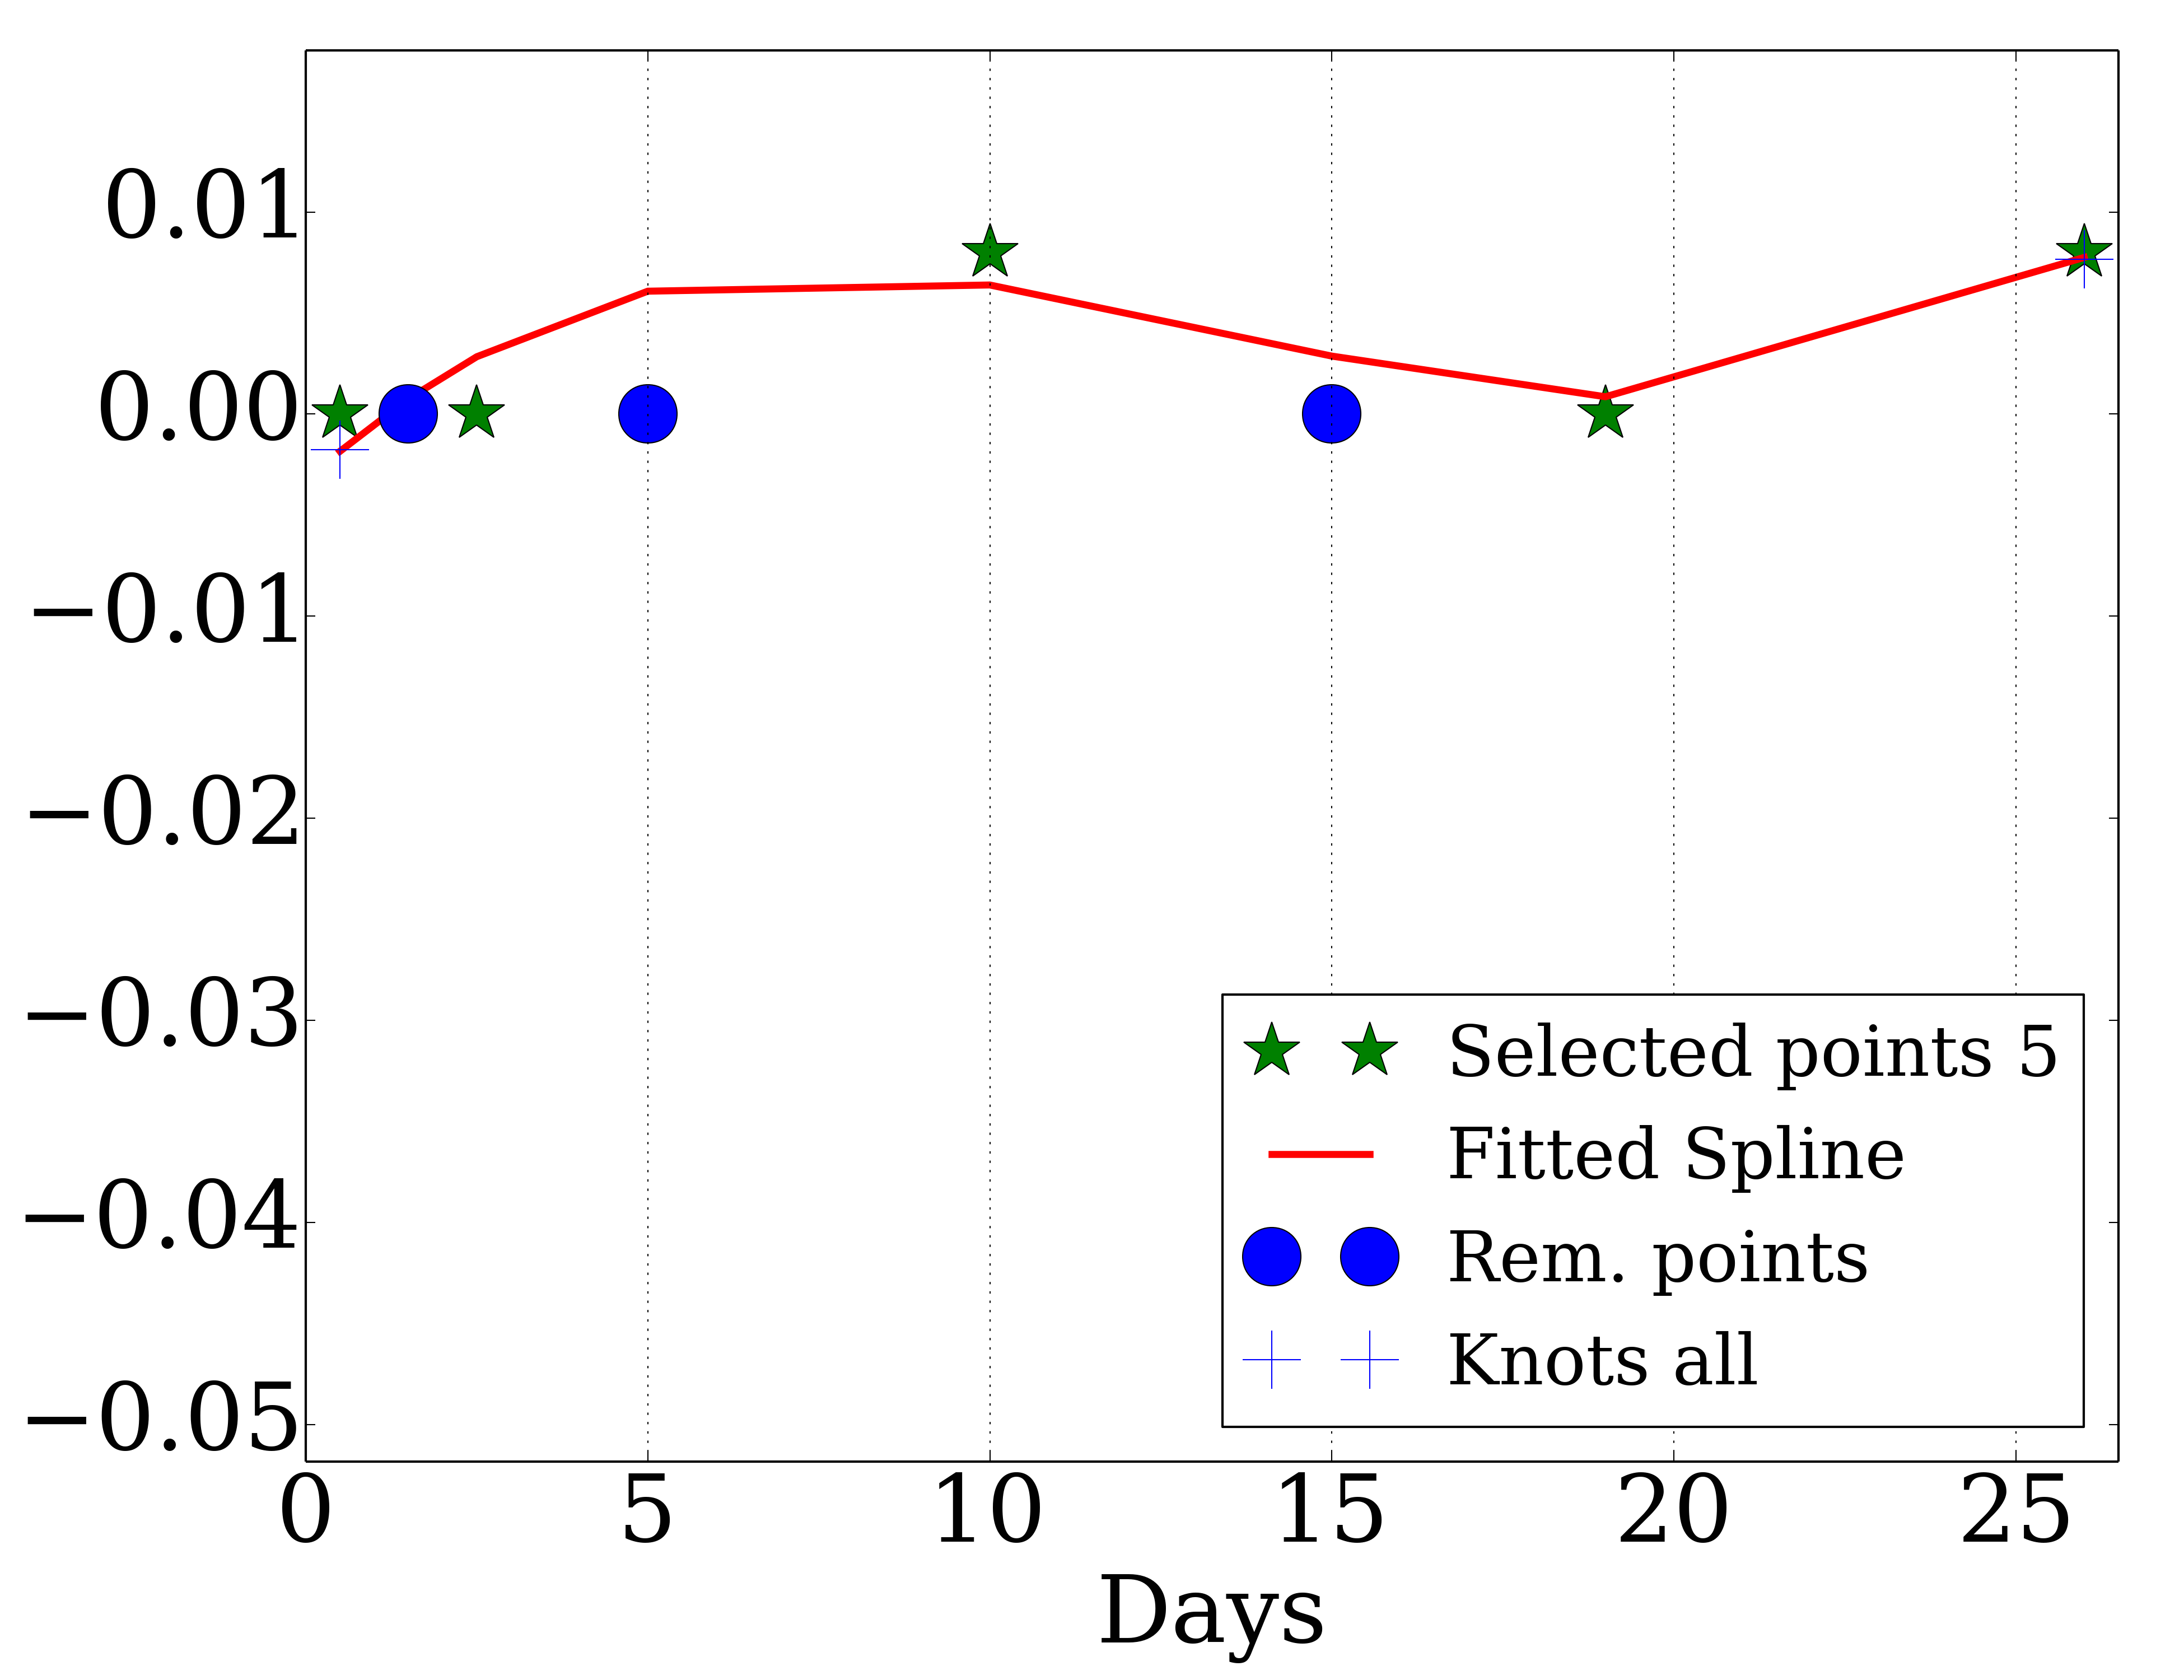 0.01
0.00
−0.01
−0.02
−0.03
−0.04
−0.05
Selected points 5
Fitted Spline
Rem. points
Knots all
0 5 10 15 20 25
Days